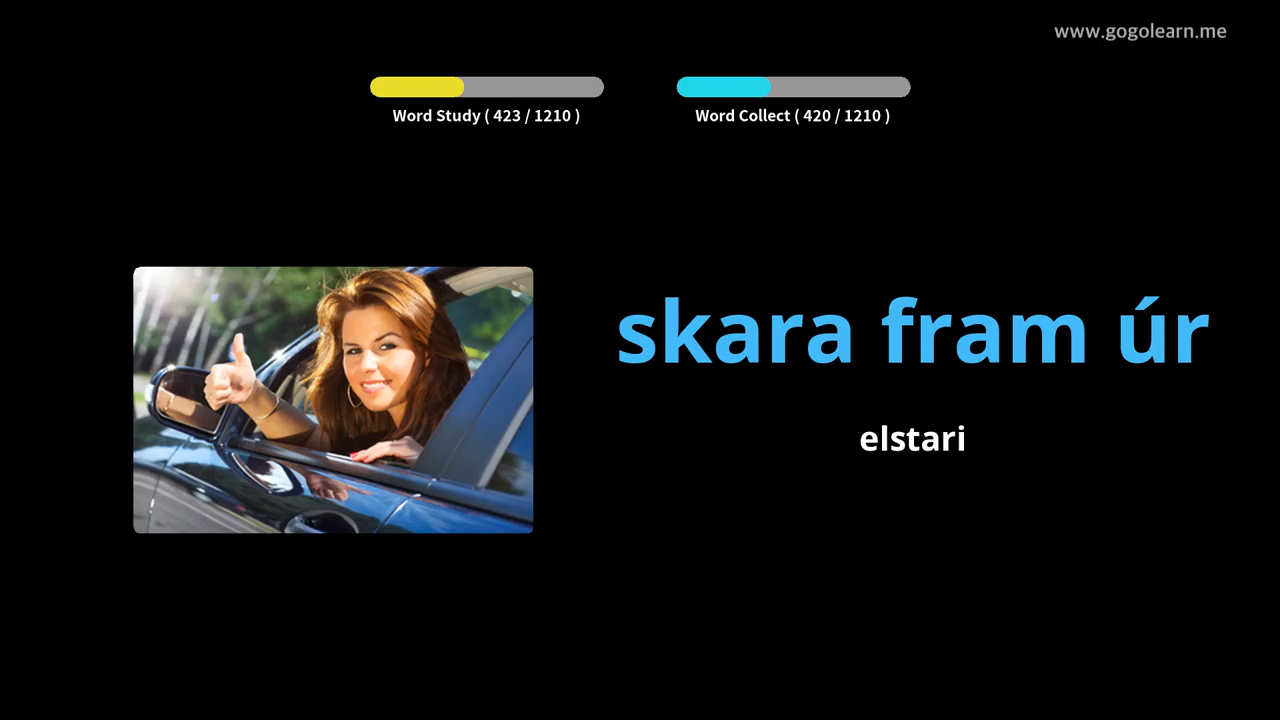 www.gogolearn.me
Word Study ( 423 / 1210 )
Word Collect ( 420 / 1210 )
skara fram úr
elstari